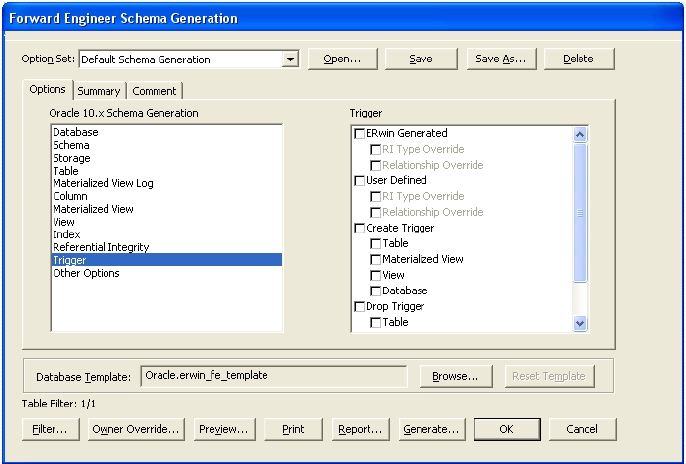 Forward Engineer Schema Generation
Option Set: Default Schema Generation Open... Save Save As... Delete
Options Summary Comment
Oracle 10.x Schema Generation
Database
Schema
Storage
Table
Materialized View Log
Column
Materialized View
View
Index
Referential Integrity
Trigger
Other Options
Trigger
ERwin Generated
RI Type Override
Relationship Override
User Defined
RI Type Override
Relationship Override
Create Trigger
Table
Materialized View
View
Database
Drop Trigger
Table
Database Template: Oracle.erwin_fe_template Browse... Reset Template
Table Filter: 1/1
Filter... Owner Override... Preview... Print Report... Generate... OK Cancel